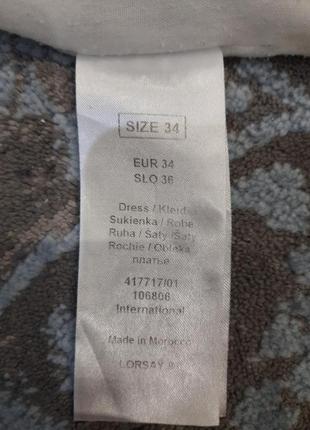 SIZE 34
EUR 34
SLO 36
Dress / Kleid
Sukienka / Robe
Ruha / Šaty /Šaty
Rochie / Obleka
платье
417717/01
106806
International
Made in Morocco
LORSAY